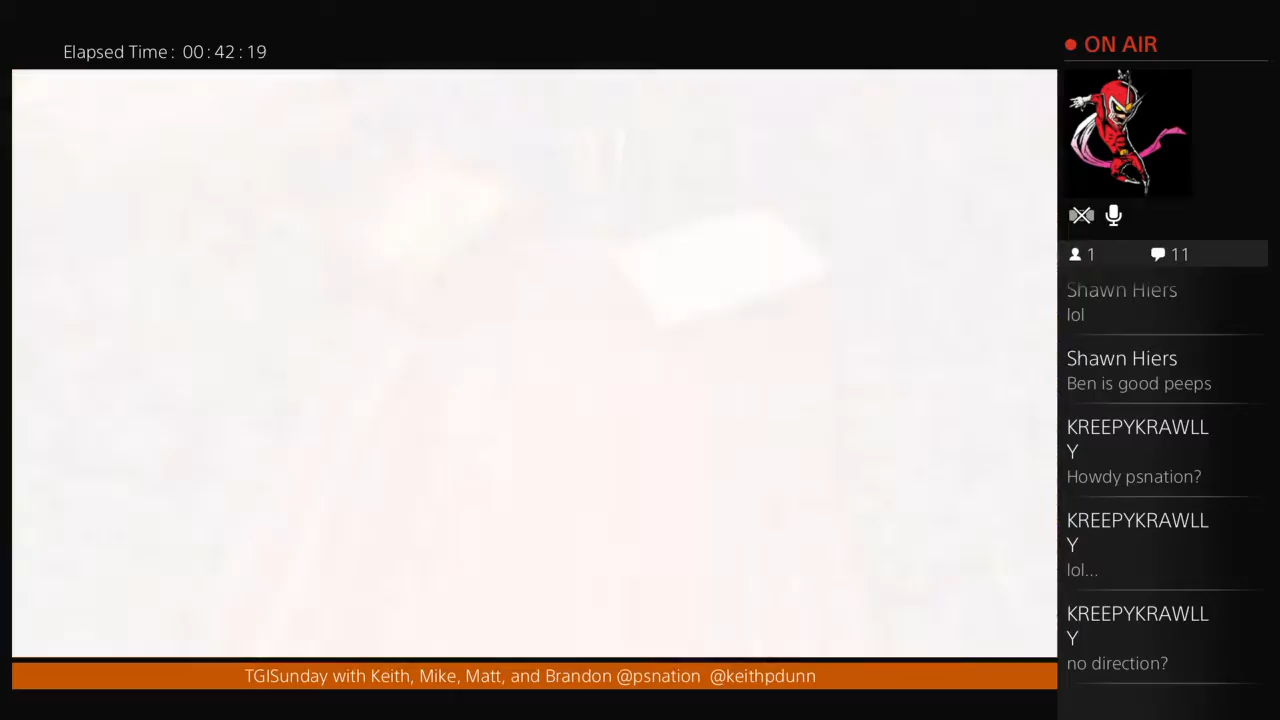 Elapsed Time: 00:42:19
ON AIR
1 11
Shawn Hiers
lol
Shawn Hiers
Ben is good peeps
KREEPYKRAWLL
Y
Howdy psnation?
KREEPYKRAWLL
Y
lol...
KREEPYKRAWLL
Y
no direction?
TGISunday with Keith, Mike, Matt, and Brandon @psnation @keithpdunn